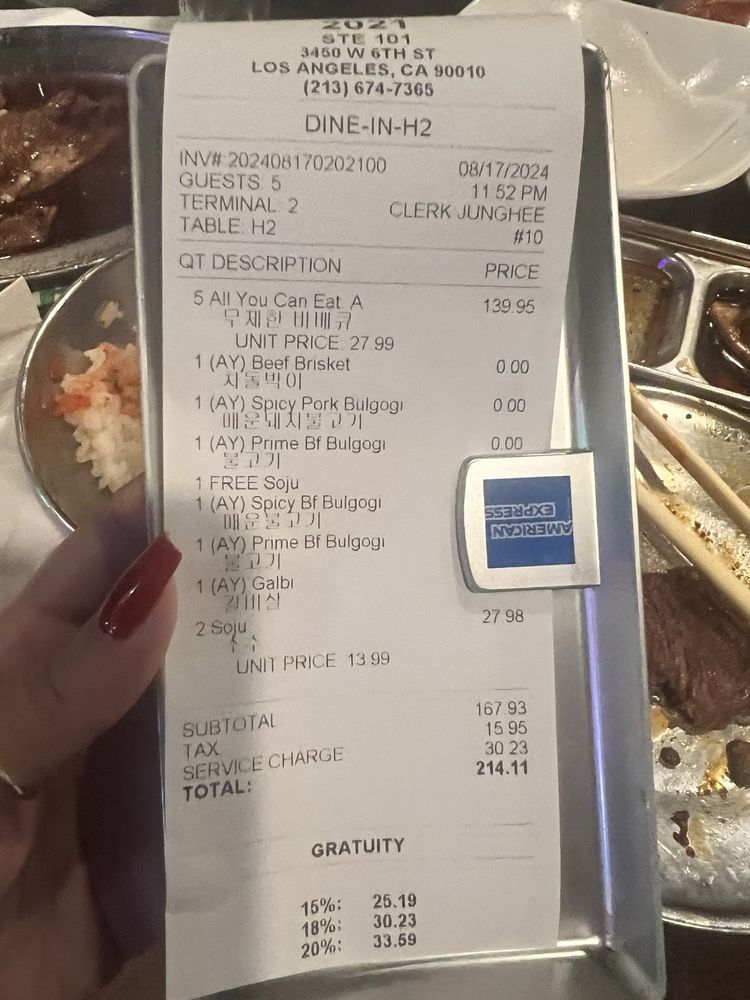 2021
STE 101
3450 W 6TH ST
LOS ANGELES, CA 90010
(213) 674-7365
DINE-IN-H2
INV# 202408170202100 08/17/2024
GUESTS: 5 11:52 PM
TERMINAL: 2 CLERK JUNGHEE
TABLE: H2 #10
QT DESCRIPTION PRICE
5 All You Can Eat A 139.95
무제한 바베큐
UNIT PRICE: 27.99
1 (AY) Beef Brisket 0.00
차돌박이
1 (AY) Spicy Pork Bulgogi 0.00
매운돼지불고기
1 (AY) Prime Bf Bulgogi 0.00
불고기
1 FREE Soju
1 (AY) Spicy Bf Bulgogi
매운불고기
1 (AY) Prime Bf Bulgogi
불고기
1 (AY) Galbi
갈비살
2 Soju 27.98
UNIT PRICE: 13.99
SUBTOTAL 167.93
TAX 15.95
SERVICE CHARGE 30.23
TOTAL: 214.11
GRATUITY
15%: 25.19
18%: 30.23
20%: 33.59
AMERICAN
EXPRESS